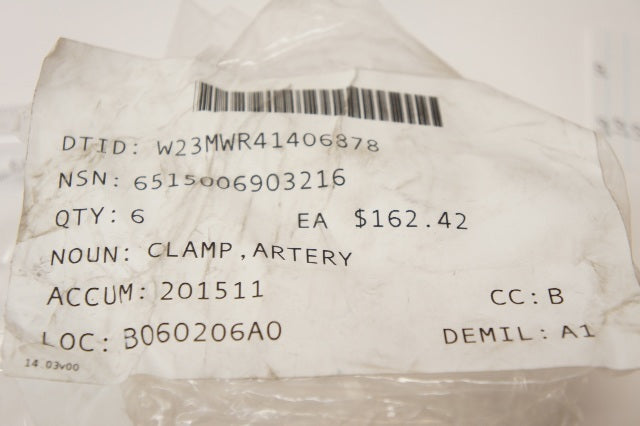 DTID: W23MWR41406878
NSN: 6515006903216
QTY: 6 EA $162.42
NOUN: CLAMP,ARTERY
ACCUM: 201511 CC: B
LOC: B060206A0 DEMIL: A1
14.03v00